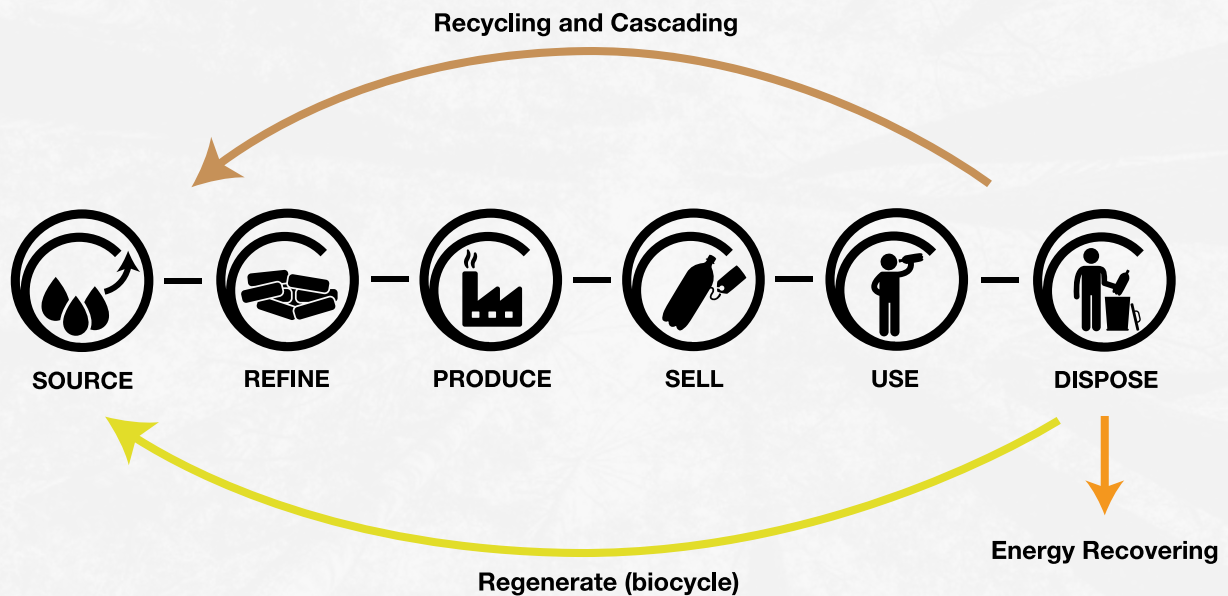 Recycling and Cascading
SOURCE
REFINE
PRODUCE
SELL
USE
DISPOSE
Energy Recovering
Regenerate (biocycle)